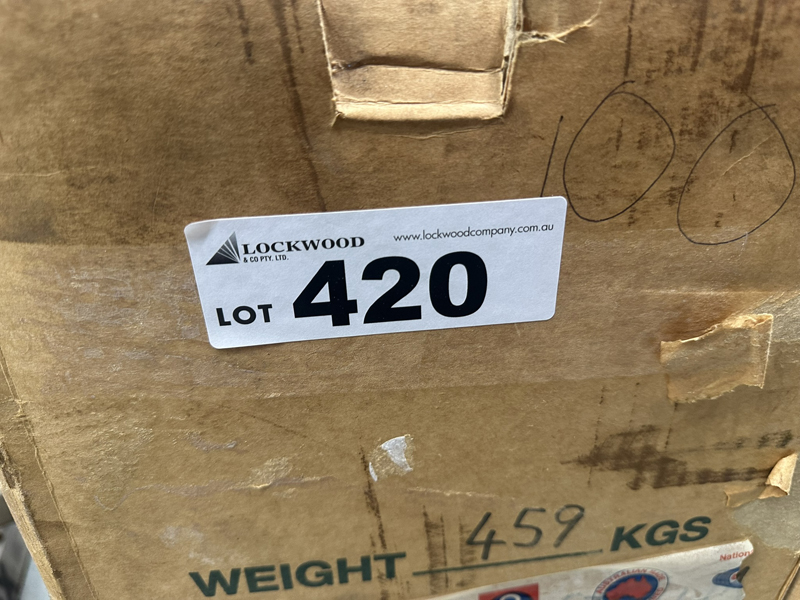 100
LOCKWOOD
& CO PTY. LTD.
www.lockwoodcompany.com.au
LOT 420
WEIGHT 459 KGS